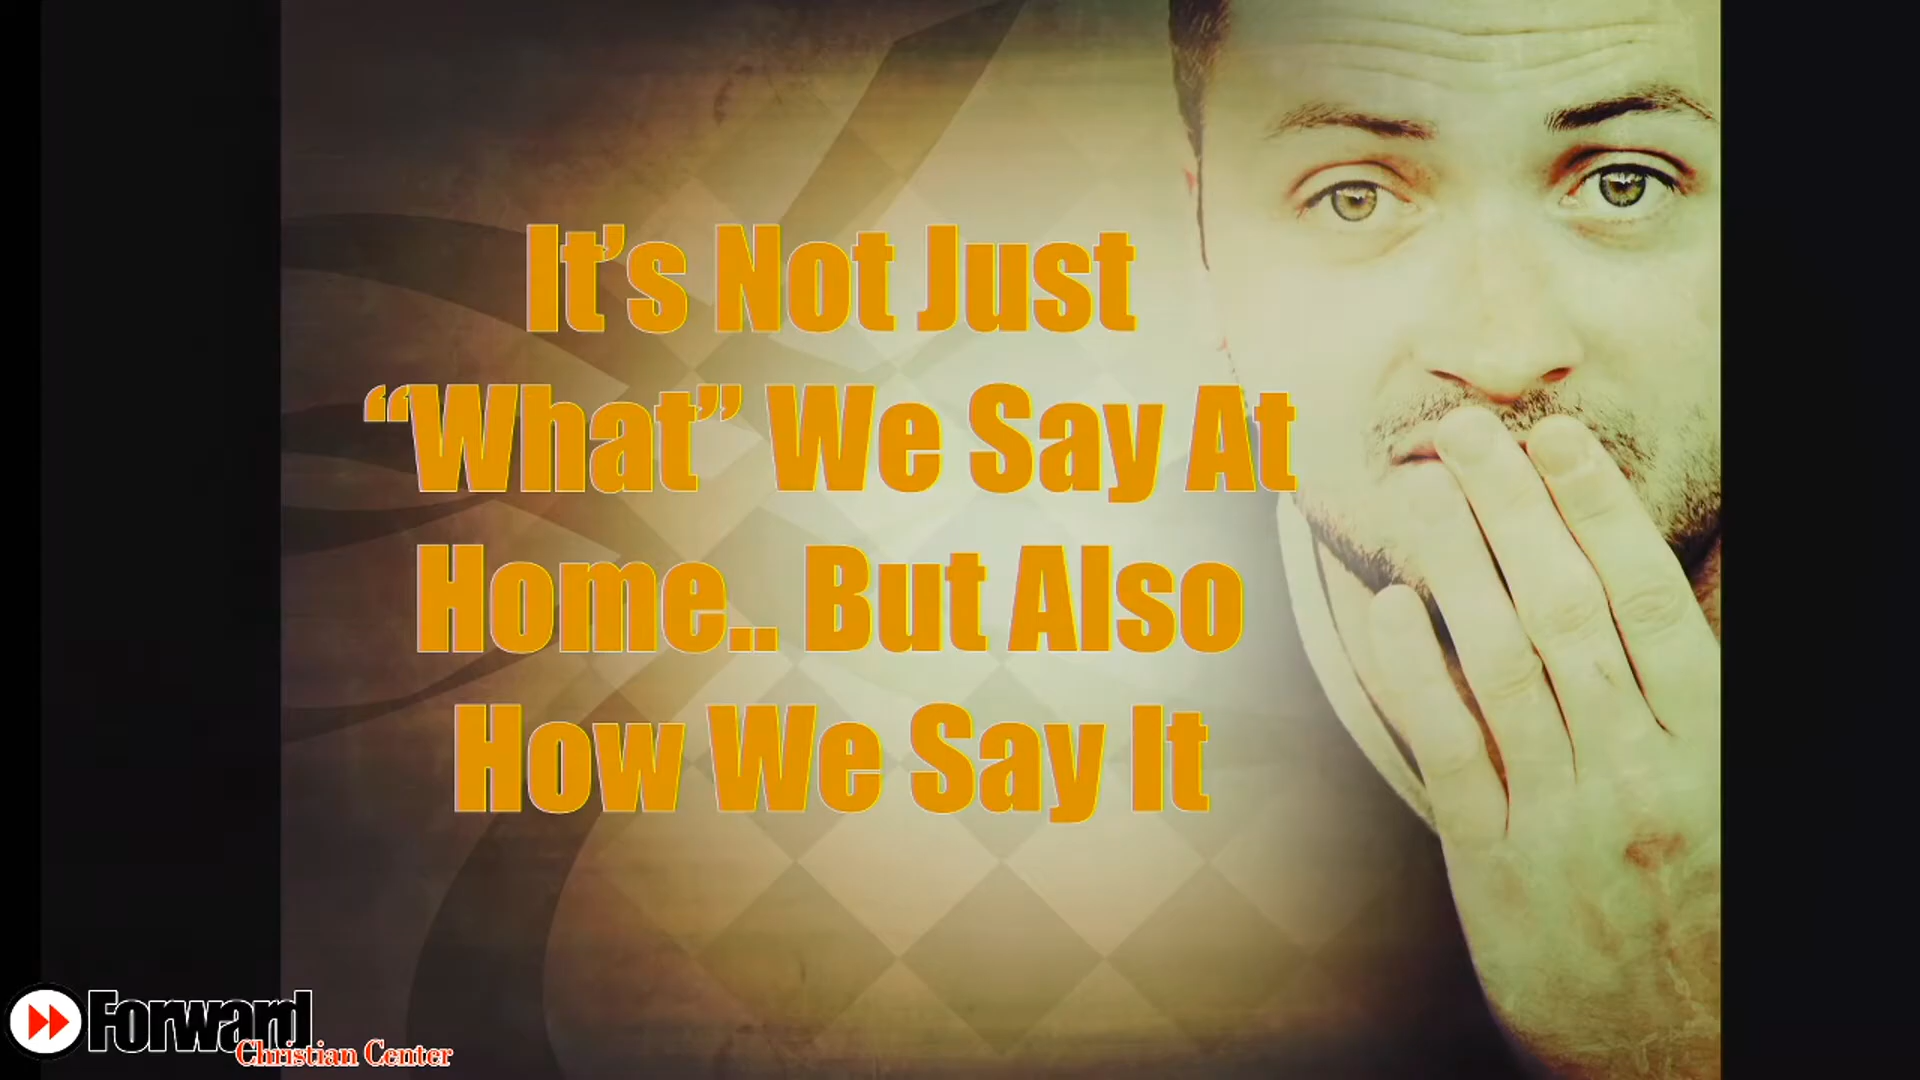 It’s Not Just
“What” We Say At
Home.. But Also
How We Say It
Forward
Christian Center